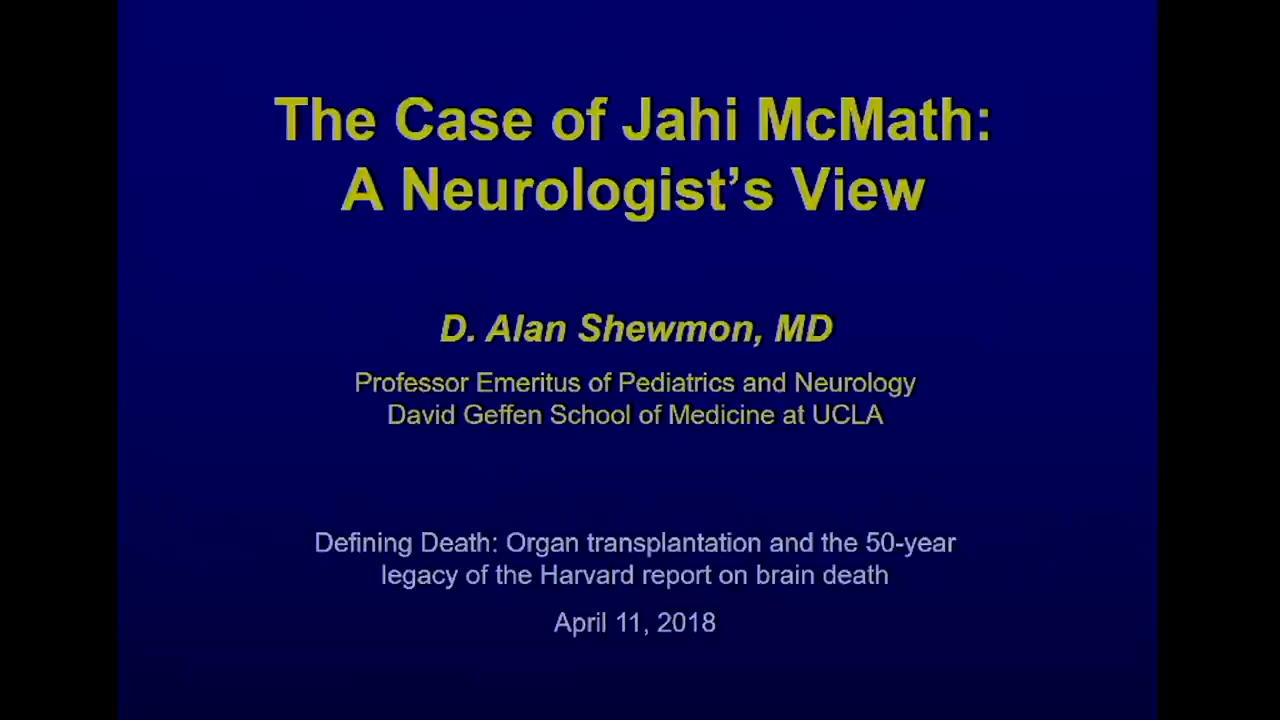 The Case of Jahi McMath:
A Neurologist’s View
D. Alan Shewmon, MD
Professor Emeritus of Pediatrics and Neurology
David Geffen School of Medicine at UCLA
Defining Death: Organ transplantation and the 50-year
legacy of the Harvard report on brain death
April 11, 2018